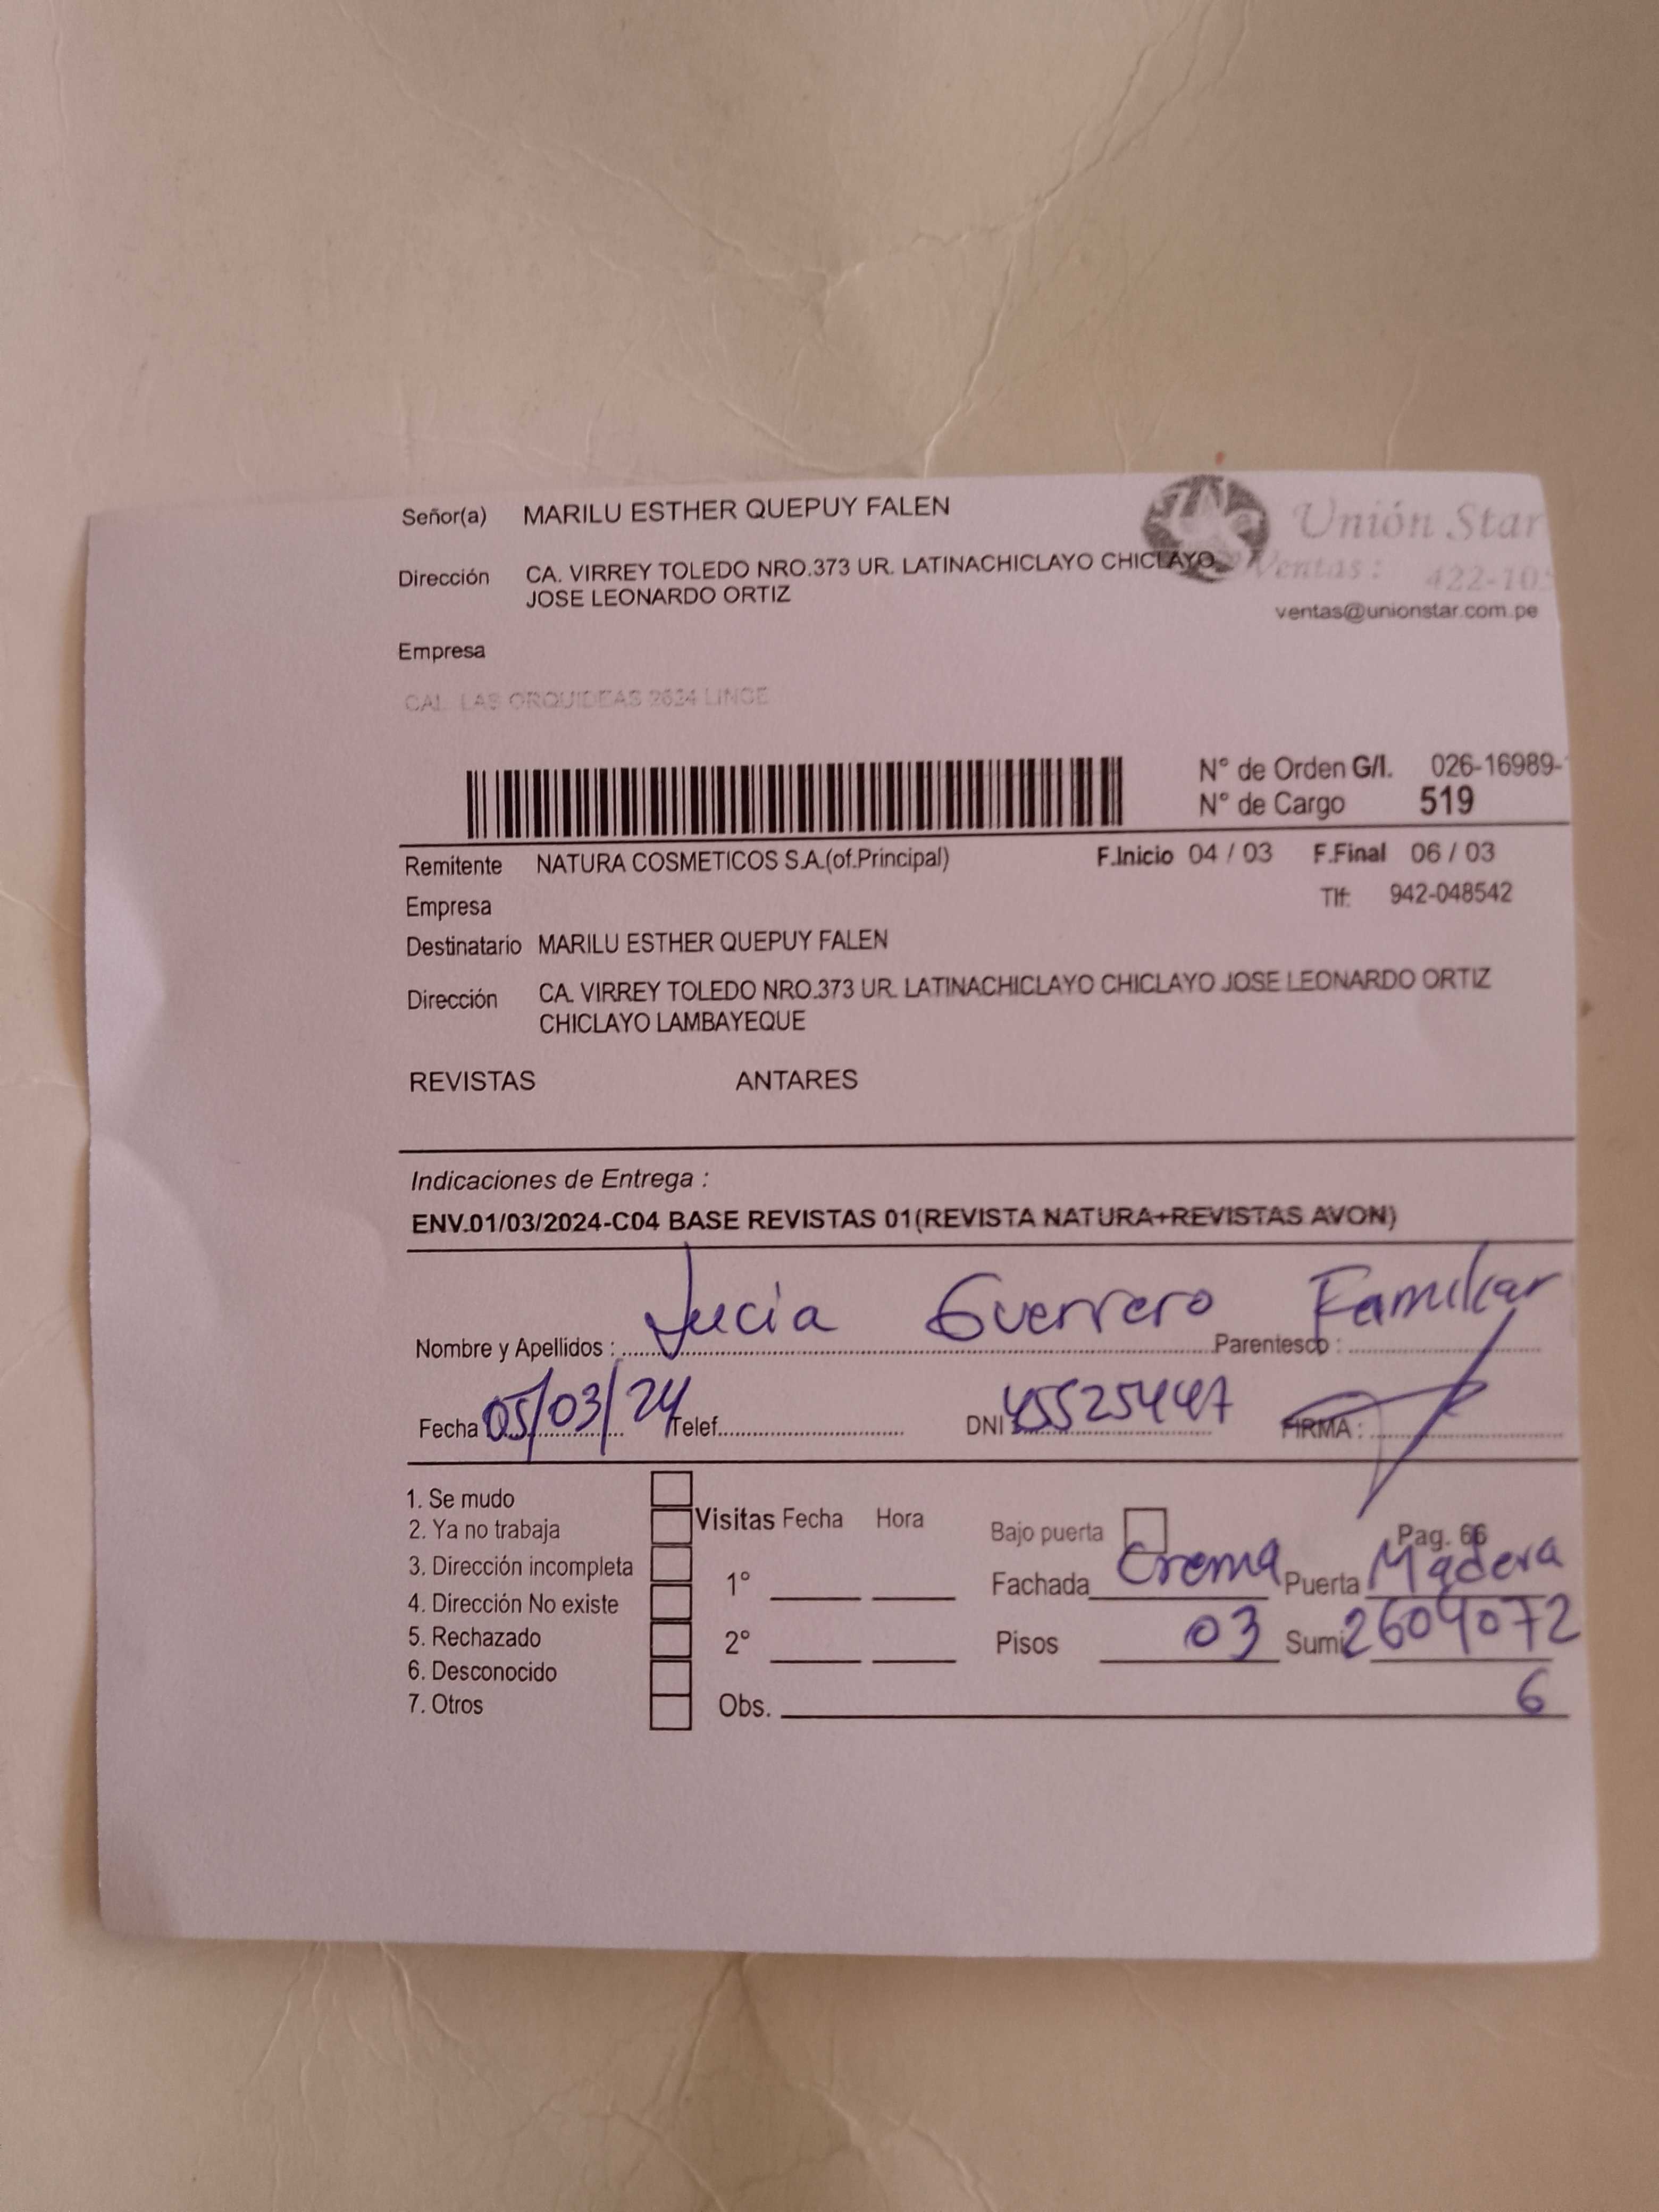 Señor(a) MARILU ESTHER QUEPUY FALEN
Unión Star
Dirección CA. VIRREY TOLEDO NRO.373 UR. LATINACHICLAYO CHICLAYO
JOSE LEONARDO ORTIZ
Ventas : 422-10
ventas@unionstar.com.pe
Empresa
CAL. LAS ORQUIDEAS 2624 LINCE
N° de Orden G/I. 026-16989-
N° de Cargo 519
Remitente NATURA COSMETICOS S.A.(of.Principal) F.Inicio 04 / 03 F.Final 06 / 03
Empresa Tlf: 942-048542
Destinatario MARILU ESTHER QUEPUY FALEN
Dirección CA. VIRREY TOLEDO NRO.373 UR. LATINACHICLAYO CHICLAYO JOSE LEONARDO ORTIZ
CHICLAYO LAMBAYEQUE
REVISTAS ANTARES
Indicaciones de Entrega :
ENV.01/03/2024-C04 BASE REVISTAS 01(REVISTA NATURA+REVISTAS AVON)
Nombre y Apellidos : Lucia Guerrero Parentesco : Familiar
Fecha 05/03/24 Telef. DNI 45525447 FIRMA :
1. Se mudo
2. Ya no trabaja
3. Dirección incompleta
4. Dirección No existe
5. Rechazado
6. Desconocido
7. Otros
Visitas Fecha Hora
1°
2°
Obs.
Bajo puerta Pag. 66
Fachada Crema Puerta Madera
Pisos 03 Sumi 2609072
6